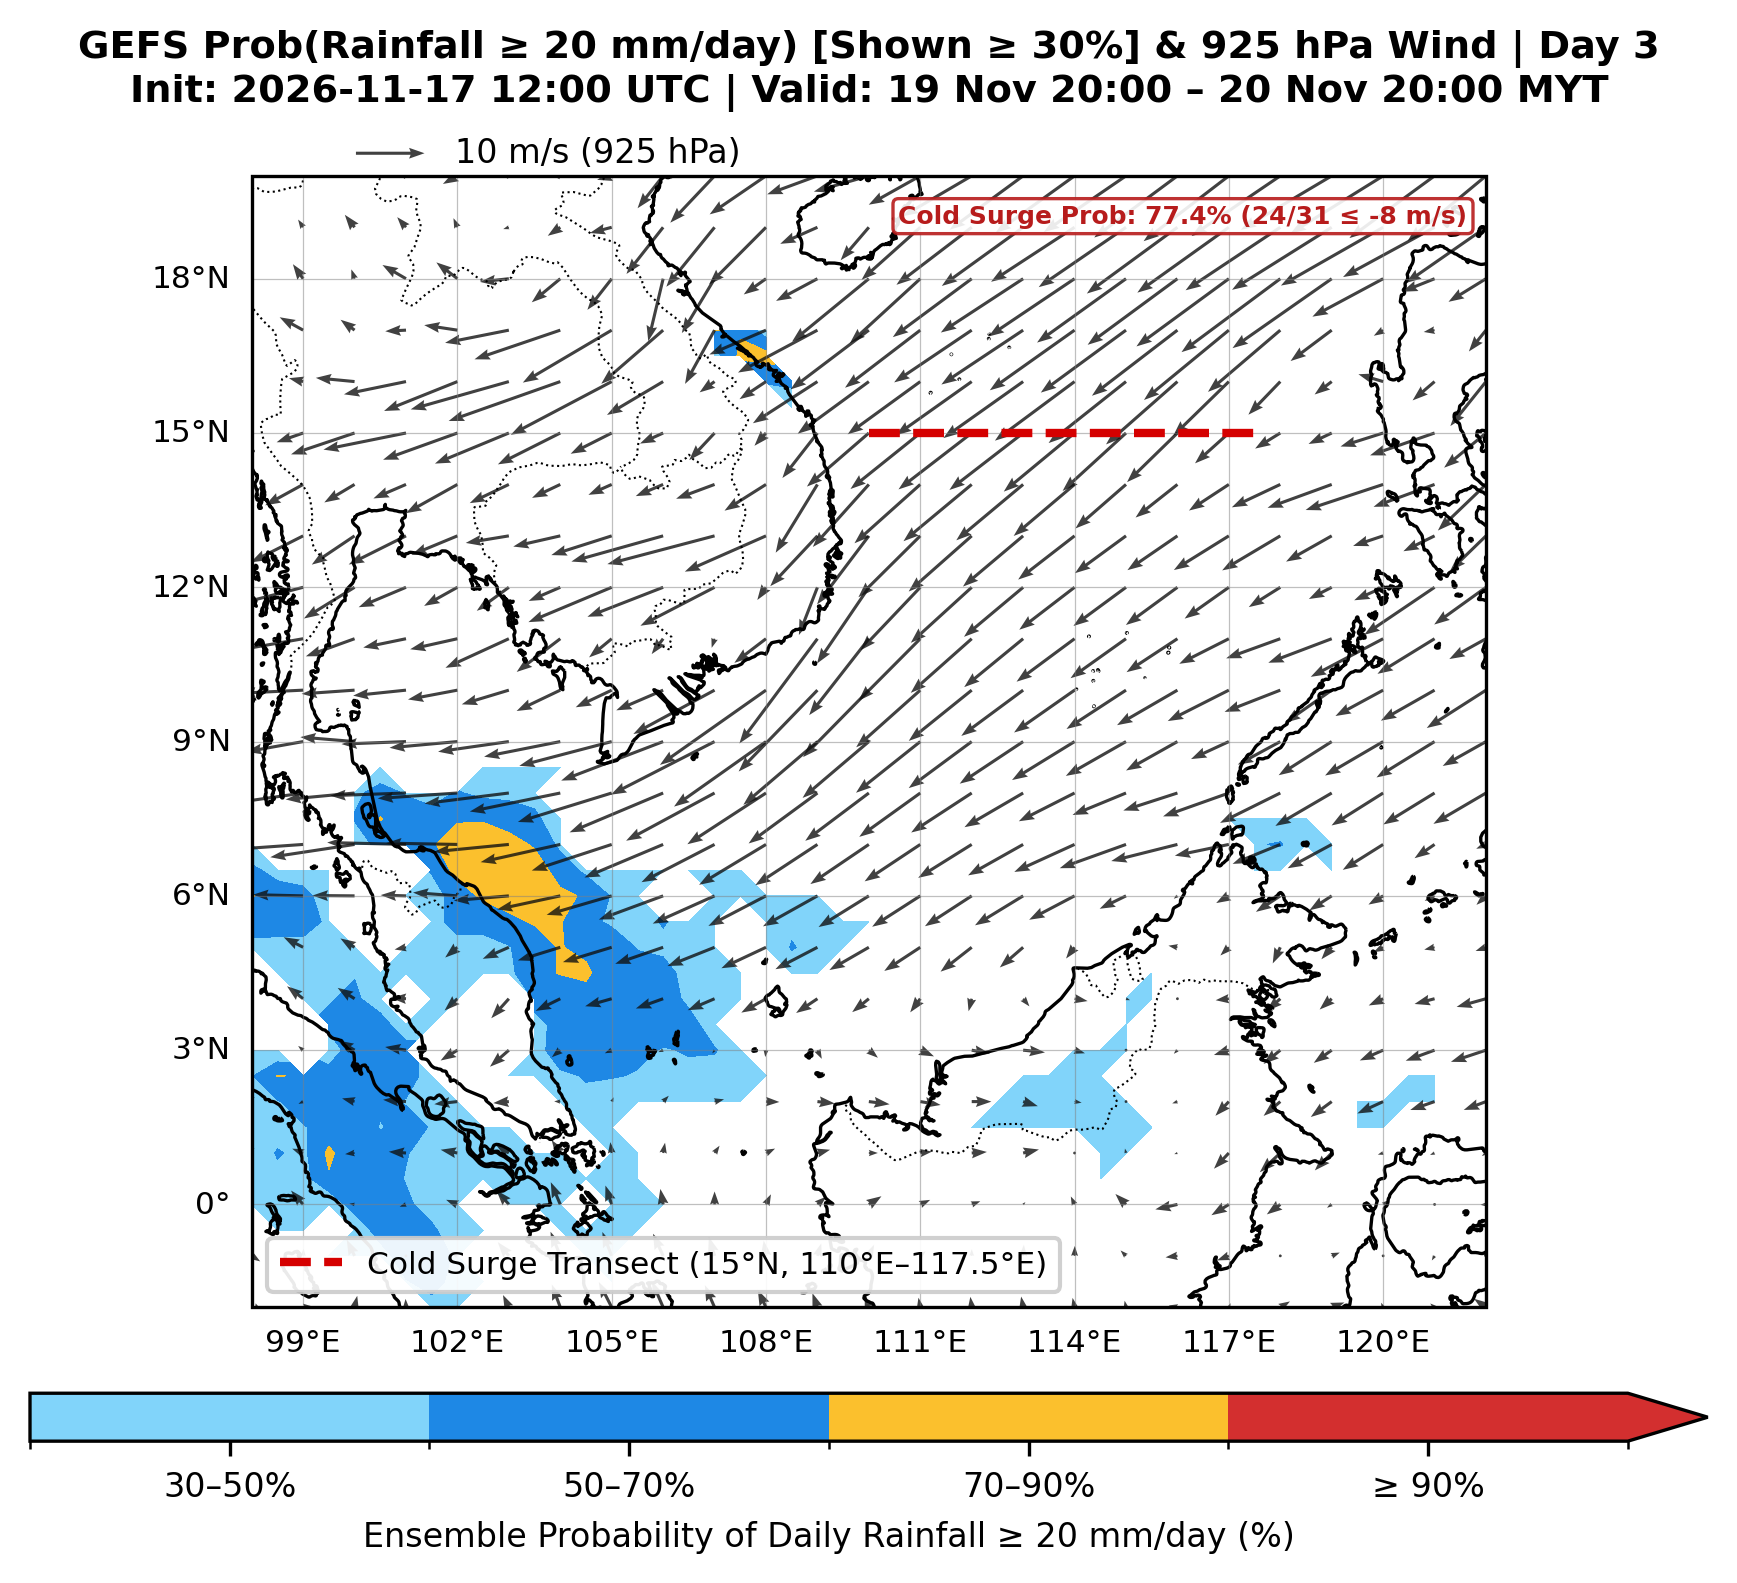 GEFS Prob(Rainfall ≥ 20 mm/day) [Shown ≥ 30%] & 925 hPa Wind | Day 3
Init: 2026-11-17 12:00 UTC | Valid: 19 Nov 20:00 – 20 Nov 20:00 MYT
10 m/s (925 hPa)
Cold Surge Prob: 77.4% (24/31 ≤ -8 m/s)
18°N
15°N
12°N
9°N
6°N
3°N
0°
Cold Surge Transect (15°N, 110°E–117.5°E)
99°E 102°E 105°E 108°E 111°E 114°E 117°E 120°E
30–50% 50–70% 70–90% ≥ 90%
Ensemble Probability of Daily Rainfall ≥ 20 mm/day (%)